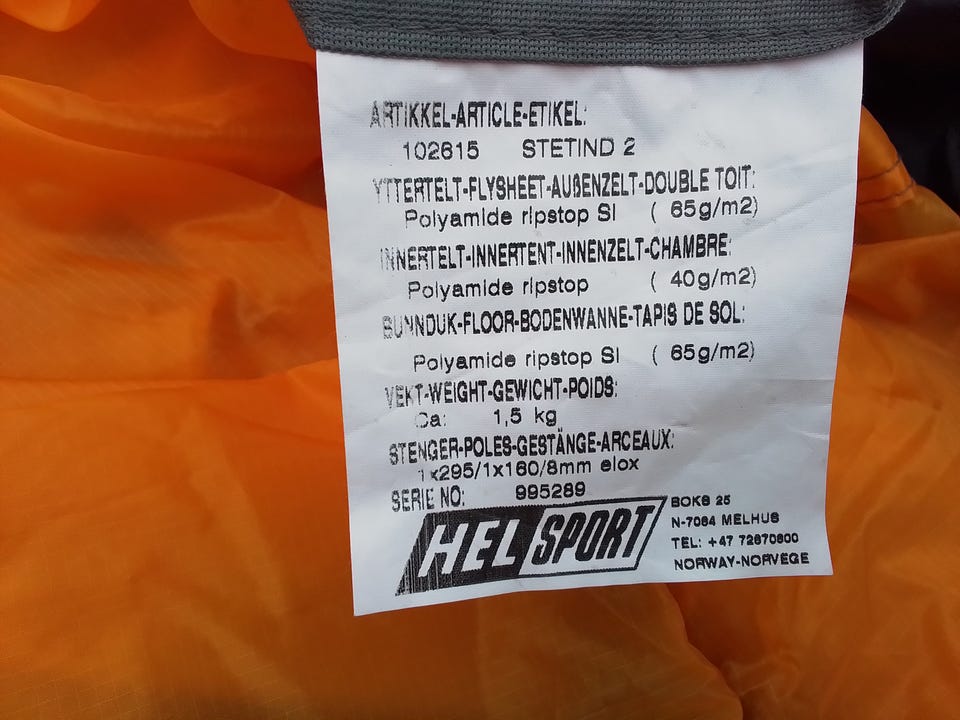 ARTIKKEL-ARTICLE-ETIKEL:
102615 STETIND 2
YTTERTELT-FLYSHEET-AUßENZELT-DOUBLE TOIT:
Polyamide ripstop SI ( 65g/m2)
INNERTELT-INNERTENT-INNENZELT-CHAMBRE:
Polyamide ripstop ( 40g/m2)
BUNNDUK-FLOOR-BODENWANNE-TAPIS DE SOL:
Polyamide ripstop SI ( 65g/m2)
VEKT-WEIGHT-GEWICHT-POIDS:
Ca: 1,5 kg
STENGER-POLES-GESTÄNGE-ARCEAUX:
1x295/1x160/8mm elox
SERIE NO: 995289
HELSPORT
BOKS 25
N-7084 MELHUS
TEL: +47 72870800
NORWAY-NORVEGE